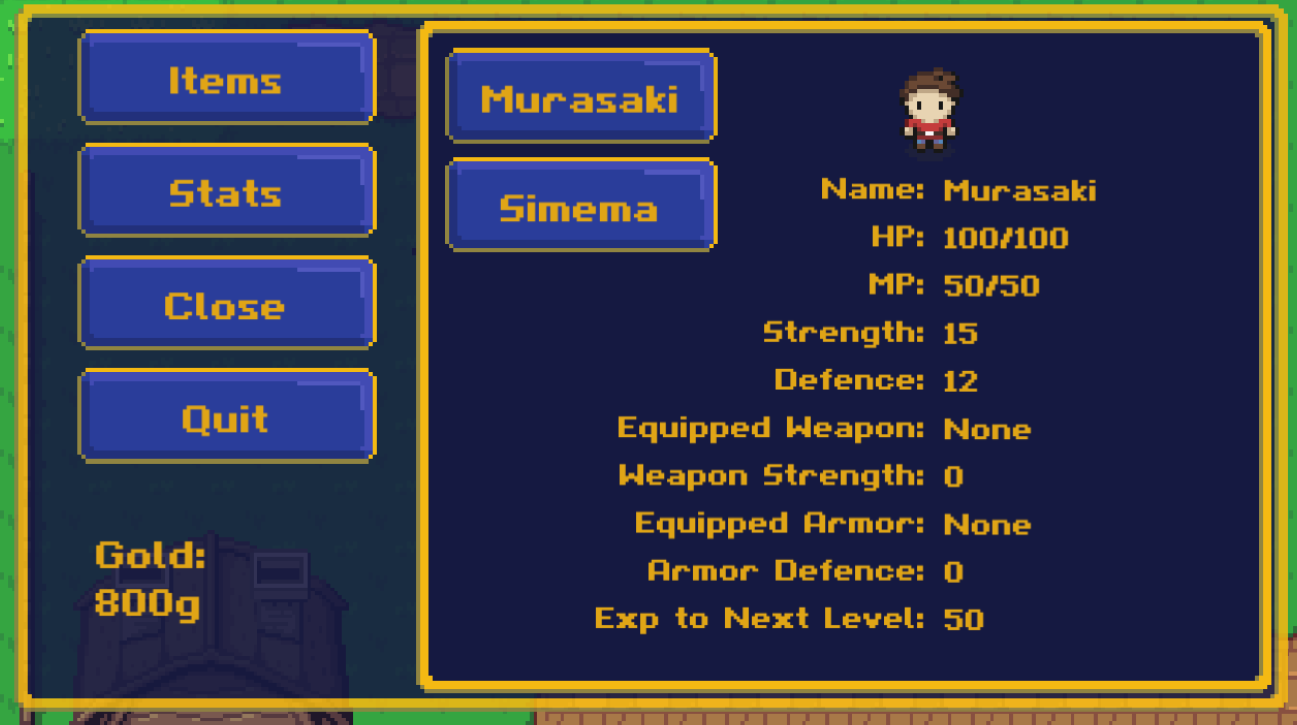 Items
Stats
Close
Quit
Gold:
800g
Murasaki
Simema
Name: Murasaki
HP: 100/100
MP: 50/50
Strength: 15
Defence: 12
Equipped Weapon: None
Weapon Strength: 0
Equipped Armor: None
Armor Defence: 0
Exp to Next Level: 50